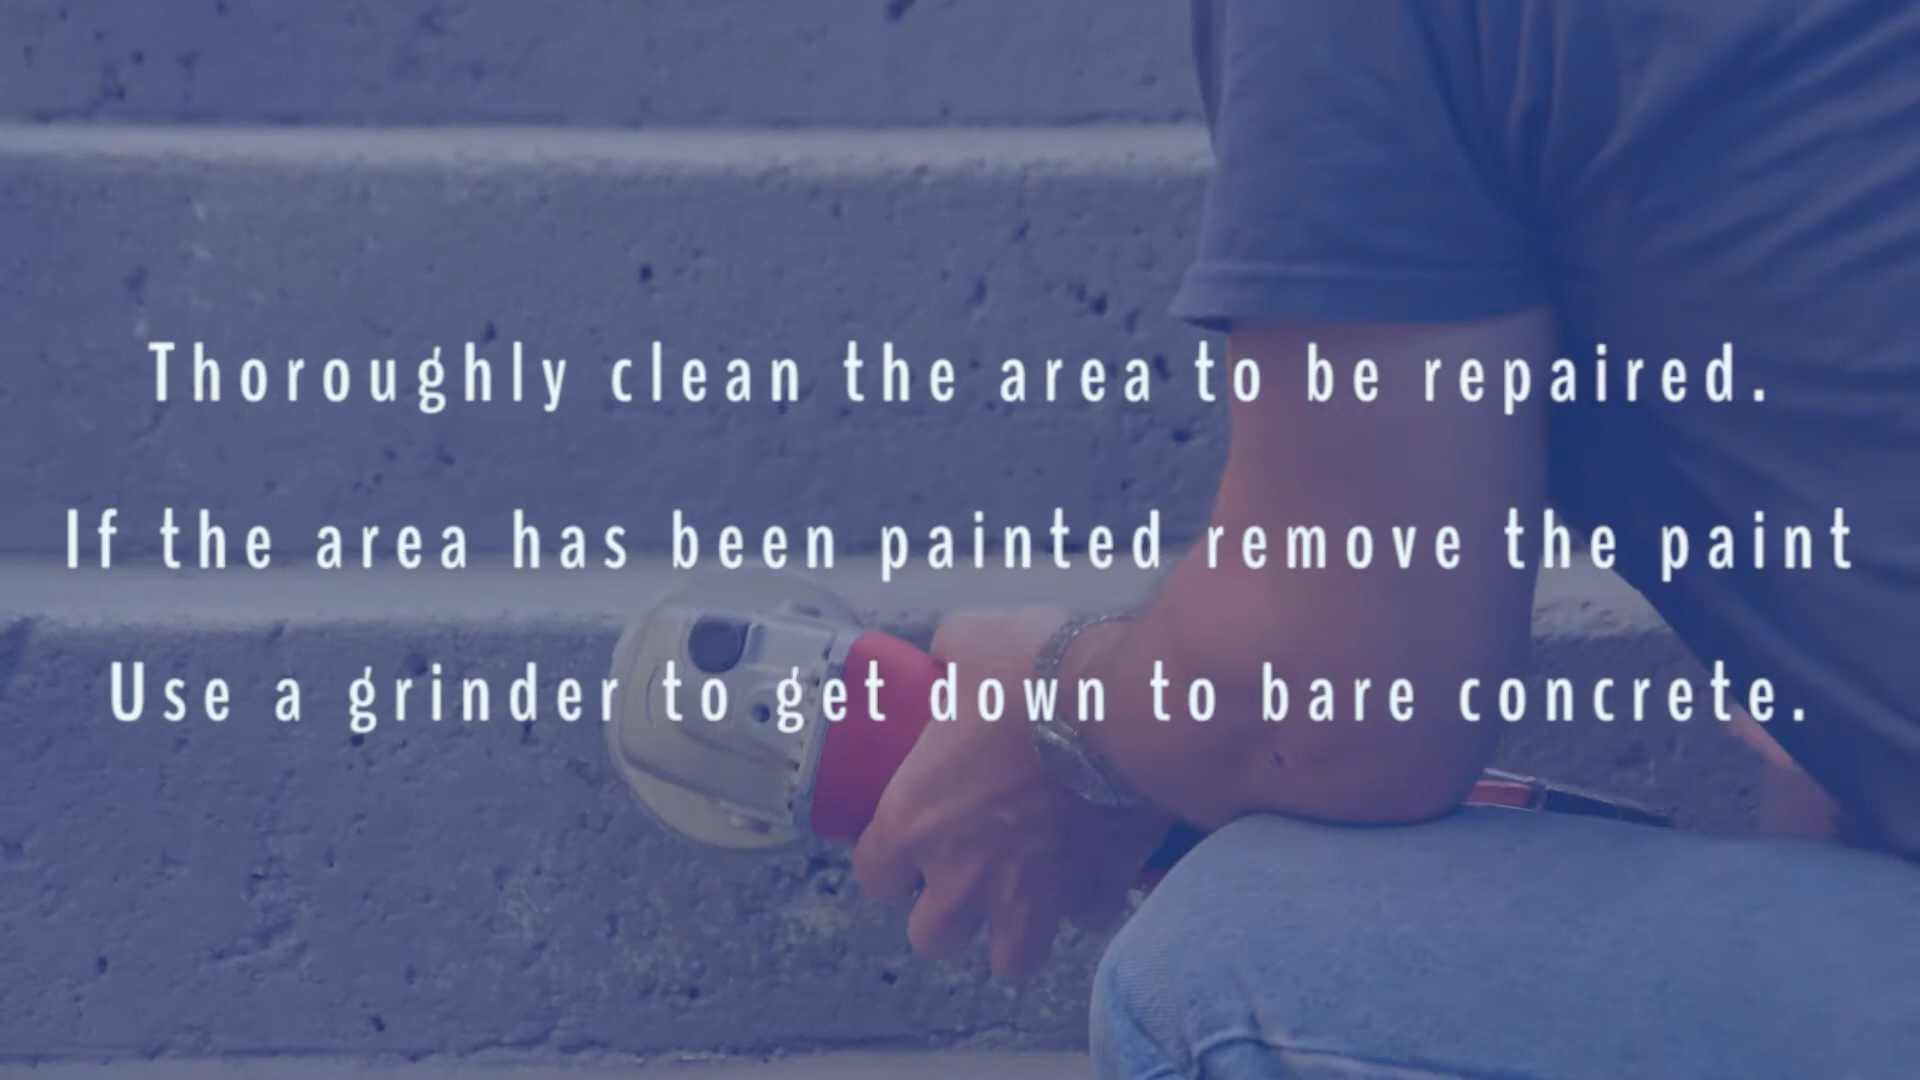 Thoroughly clean the area to be repaired.
If the area has been painted remove the paint
Use a grinder to get down to bare concrete.